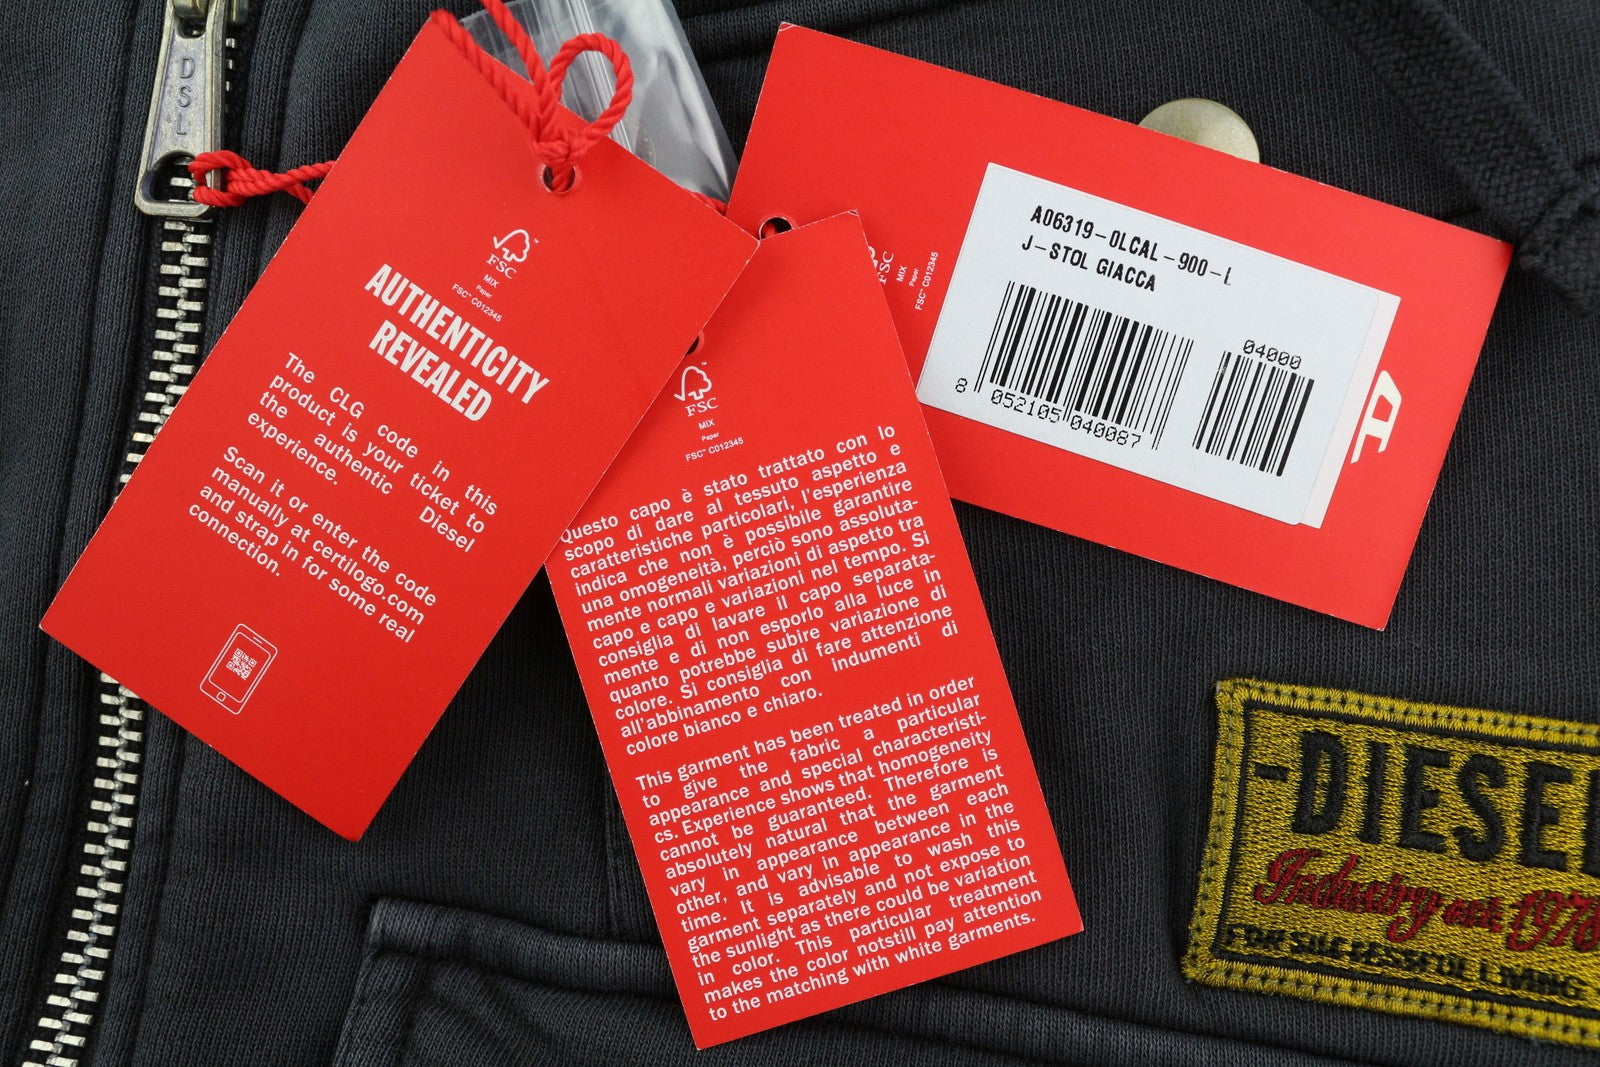 DSL
FSC
MIX
Paper
FSC™ C012345
AUTHENTICITY
REVEALED
The CLG code in this
product is your ticket to
the authentic Diesel
experience.
Scan it or enter the code
manually at certilogo.com
and strap in for some real
connection.
FSC
MIX
Paper
FSC™ C012345
Questo capo è stato trattato con lo
scopo di dare al tessuto aspetto e
caratteristiche particolari, l'esperienza
indica che non è possibile garantire
una omogeneità, perciò sono assoluta-
mente normali variazioni di aspetto tra
capo e capo e variazioni nel tempo. Si
consiglia di lavare il capo separata-
mente e di non esporlo alla luce in
quanto potrebbe subire variazione di
colore. Si consiglia di fare attenzione
all'abbinamento con indumenti di
colore bianco e chiaro.
This garment has been treated in order
to give the fabric a particular
appearance and special characteristi-
cs. Experience shows that homogeneity
cannot be guaranteed. Therefore is
absolutely natural that the garment
vary in appearance between each
other, and vary in appearance in the
time. It is advisable to wash this
garment separately and not expose to
the sunlight as there could be variation
in color. This particular treatment
makes the color notstill pay attention
to the matching with white garments.
FSC
MIX
Paper
FSC™ C012345
A06319-0LCAL-900-L
J-STOL GIACCA
04000
8 052105 040087
D
-DIESEL
Industry est. 1978
FOR SUCCESSFUL LIVING